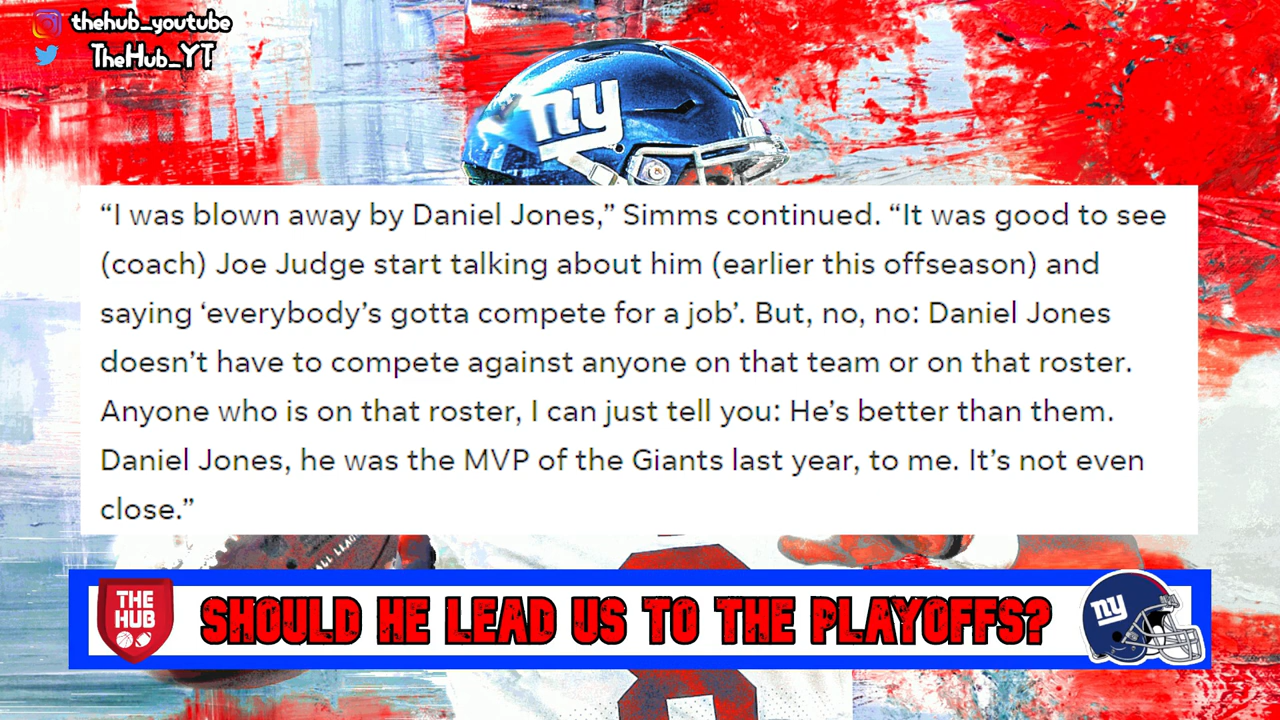 thehub_youtube
TheHub_YT
ny
“I was blown away by Daniel Jones,” Simms continued. “It was good to see
(coach) Joe Judge start talking about him (earlier this offseason) and
saying ‘everybody’s gotta compete for a job’. But, no, no: Daniel Jones
doesn’t have to compete against anyone on that team or on that roster.
Anyone who is on that roster, I can just tell you: He’s better than them.
Daniel Jones, he was the MVP of the Giants last year, to me. It’s not even
close.”
THE
HUB
SHOULD HE LEAD US TO THE PLAYOFFS?
ny